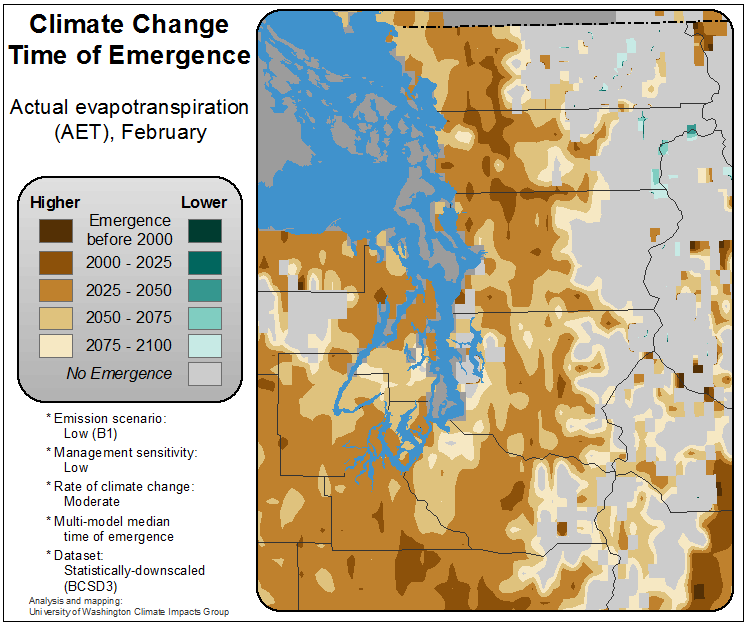 Climate Change
Time of Emergence
Actual evapotranspiration
(AET), February
Higher Lower
Emergence
before 2000
2000 - 2025
2025 - 2050
2050 - 2075
2075 - 2100
No Emergence
* Emission scenario:
Low (B1)
* Management sensitivity:
Low
* Rate of climate change:
Moderate
* Multi-model median
time of emergence
* Dataset:
Statistically-downscaled
(BCSD3)
Analysis and mapping:
University of Washington Climate Impacts Group